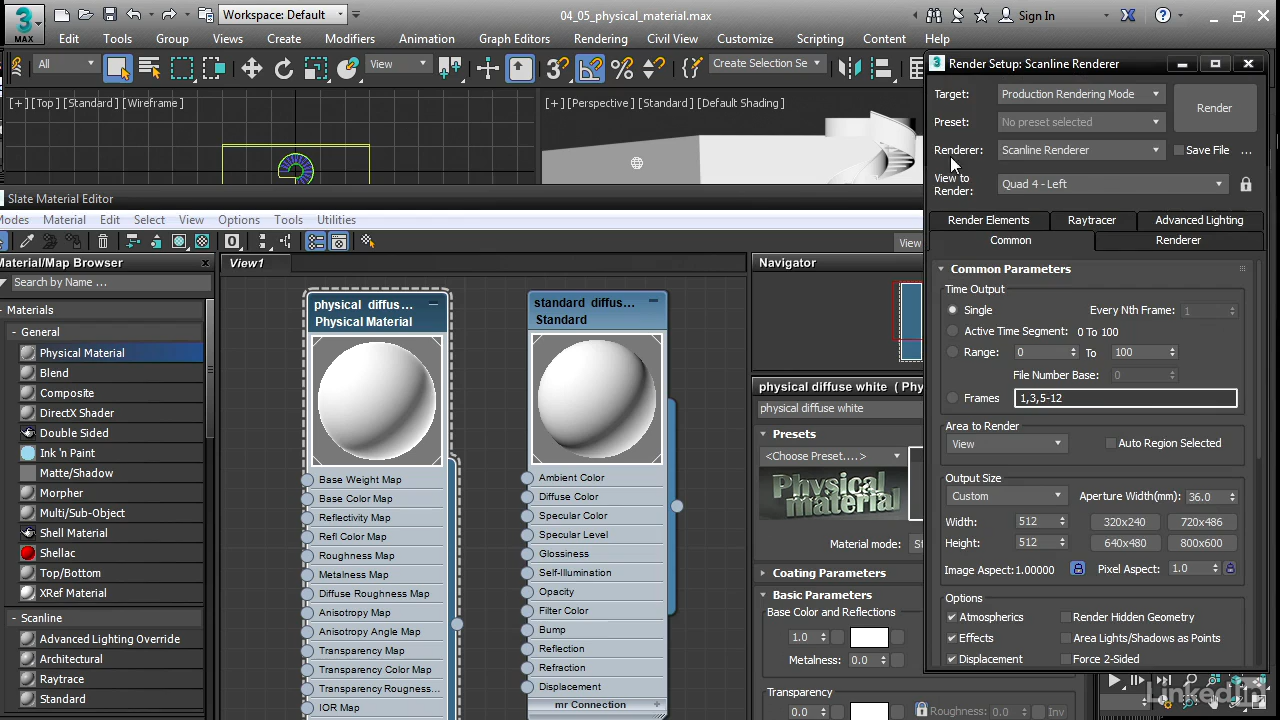 MAX
Workspace: Default
04_05_physical_material.max
Sign In
Edit Tools Group Views Create Modifiers Animation Graph Editors Rendering Civil View Customize Scripting Content Help
All
View
3
%
Create Selection Se
[+] [Top] [Standard] [Wireframe]
[+] [Perspective] [Standard] [Default Shading]
Slate Material Editor
Modes Material Edit Select View Options Tools Utilities
0
View
Material/Map Browser
Search by Name ...
- Materials
- General
Physical Material
Blend
Composite
DirectX Shader
Double Sided
Ink 'n Paint
Matte/Shadow
Morpher
Multi/Sub-Object
Shell Material
Shellac
Top/Bottom
XRef Material
- Scanline
Advanced Lighting Override
Architectural
Raytrace
Standard
View1
physical diffus...
Physical Material
Base Weight Map
Base Color Map
Reflectivity Map
Refl Color Map
Roughness Map
Metalness Map
Diffuse Roughness Map
Anisotropy Map
Anisotropy Angle Map
Transparency Map
Transparency Color Map
Transparency Roughness...
IOR Map
standard diffus...
Standard
Ambient Color
Diffuse Color
Specular Color
Specular Level
Glossiness
Self-Illumination
Opacity
Filter Color
Bump
Reflection
Refraction
Displacement
mr Connection +
Navigator
physical diffuse white ( Phy
physical diffuse white
Presets
<Choose Preset....>
Physical
material
Material mode: St
Coating Parameters
Basic Parameters
Base Color and Reflections
1.0
Metalness: 0.0
Transparency
0.0
Roughness: 0.0 Inv
3 Render Setup: Scanline Renderer
Target: Production Rendering Mode
Render
Preset: No preset selected
Renderer: Scanline Renderer Save File ...
View to
Render: Quad 4 - Left
Render Elements Raytracer Advanced Lighting
Common Renderer
Common Parameters
Time Output
Single Every Nth Frame: 1
Active Time Segment: 0 To 100
Range: 0 To 100
File Number Base: 0
Frames 1,3,5-12
Area to Render
View Auto Region Selected
Output Size
Custom Aperture Width(mm): 36.0
Width: 512 320x240 720x486
Height: 512 640x480 800x600
Image Aspect: 1.00000 Pixel Aspect: 1.0
Options
Atmospherics Render Hidden Geometry
Effects Area Lights/Shadows as Points
Displacement Force 2-Sided
LinkedIn